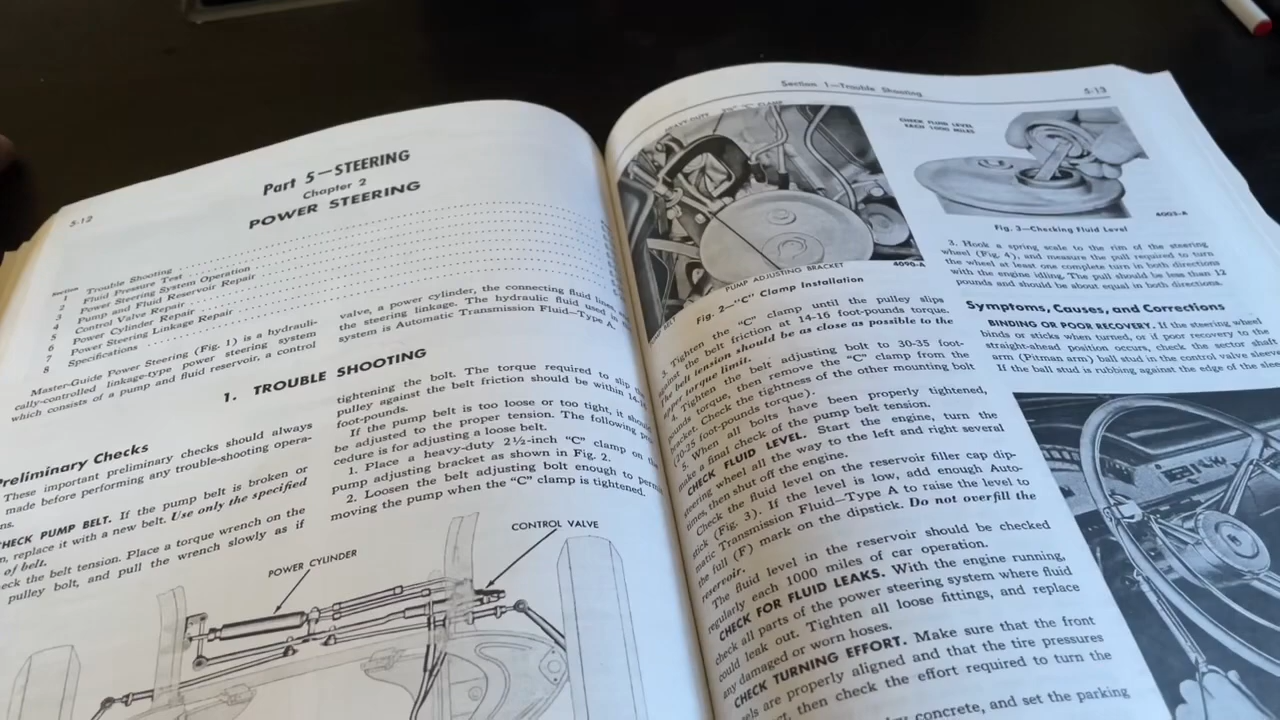 5-12
Part 5—STEERING
Chapter 2
POWER STEERING
Section
1 Trouble Shooting
2 Fluid Pressure Test
3 Power Steering System Operation
4 Pump and Fluid Reservoir Repair
5 Control Valve Repair
6 Power Cylinder Repair
7 Power Steering Linkage Repair
8 Specifications
Master-Guide Power Steering (Fig. 1) is a hydrauli-
cally-controlled linkage-type power steering system
which consists of a pump and fluid reservoir, a control
valve, a power cylinder, the connecting fluid lines
the steering linkage. The hydraulic fluid used in
system is Automatic Transmission Fluid—Type A.
1. TROUBLE SHOOTING
Preliminary Checks
These important preliminary checks should always
made before performing any trouble-shooting opera-
ns.
CHECK PUMP BELT. If the pump belt is broken or
n, replace it with a new belt. Use only the specified
of belt.
eck the belt tension. Place a torque wrench on the
pulley bolt, and pull the wrench slowly as if
tightening the bolt. The torque required to slip the
pulley against the belt friction should be within 14-
foot-pounds.
If the pump belt is too loose or too tight, it should
be adjusted to the proper tension. The following pro-
cedure is for adjusting a loose belt.
1. Place a heavy-duty 2½-inch "C" clamp on the
pump adjusting bracket as shown in Fig. 2.
2. Loosen the belt adjusting bolt enough to permit
moving the pump when the "C" clamp is tightened.
POWER CYLINDER
CONTROL VALVE
Section 1—Trouble Shooting
5-13
HEAVY-DUTY "C" CLAMP
PUMP ADJUSTING BRACKET
4090-A
Fig. 2—"C" Clamp Installation
3. Tighten the "C" clamp until the pulley slips
against the belt friction at 14-16 foot-pounds torque.
The belt tension should be as close as possible to the
upper torque limit.
4. Tighten the belt adjusting bolt to 30-35 foot-
pounds torque, then remove the "C" clamp from the
bracket. Check the tightness of the other mounting bolt
(20-25 foot-pounds torque).
5. When all bolts have been properly tightened,
make a final check of the pump belt tension.
CHECK FLUID LEVEL. Start the engine, turn the
steering wheel all the way to the left and right several
times, then shut off the engine.
Check the fluid level on the reservoir filler cap dip-
stick (Fig. 3). If the level is low, add enough Auto-
matic Transmission Fluid—Type A to raise the level to
the full (F) mark on the dipstick. Do not overfill the
reservoir.
The fluid level in the reservoir should be checked
regularly each 1000 miles of car operation.
CHECK FOR FLUID LEAKS. With the engine running,
check all parts of the power steering system where fluid
could leak out. Tighten all loose fittings, and replace
any damaged or worn hoses.
CHECK TURNING EFFORT. Make sure that the front
els are properly aligned and that the tire pressures
ct, then check the effort required to turn the
concrete, and set the parking
CHECK FLUID LEVEL
EACH 1000 MILES
4003-A
Fig. 3—Checking Fluid Level
3. Hook a spring scale to the rim of the steering
wheel (Fig. 4), and measure the pull required to turn
the wheel at least one complete turn in both directions
with the engine idling. The pull should be less than 12
pounds and should be about equal in both directions.
Symptoms, Causes, and Corrections
BINDING OR POOR RECOVERY. If the steering wheel
binds or sticks when turned, or if poor recovery to the
straight-ahead position occurs, check the sector shaft
arm (Pitman arm) ball stud in the control valve sleeve
If the ball stud is rubbing against the edge of the slee